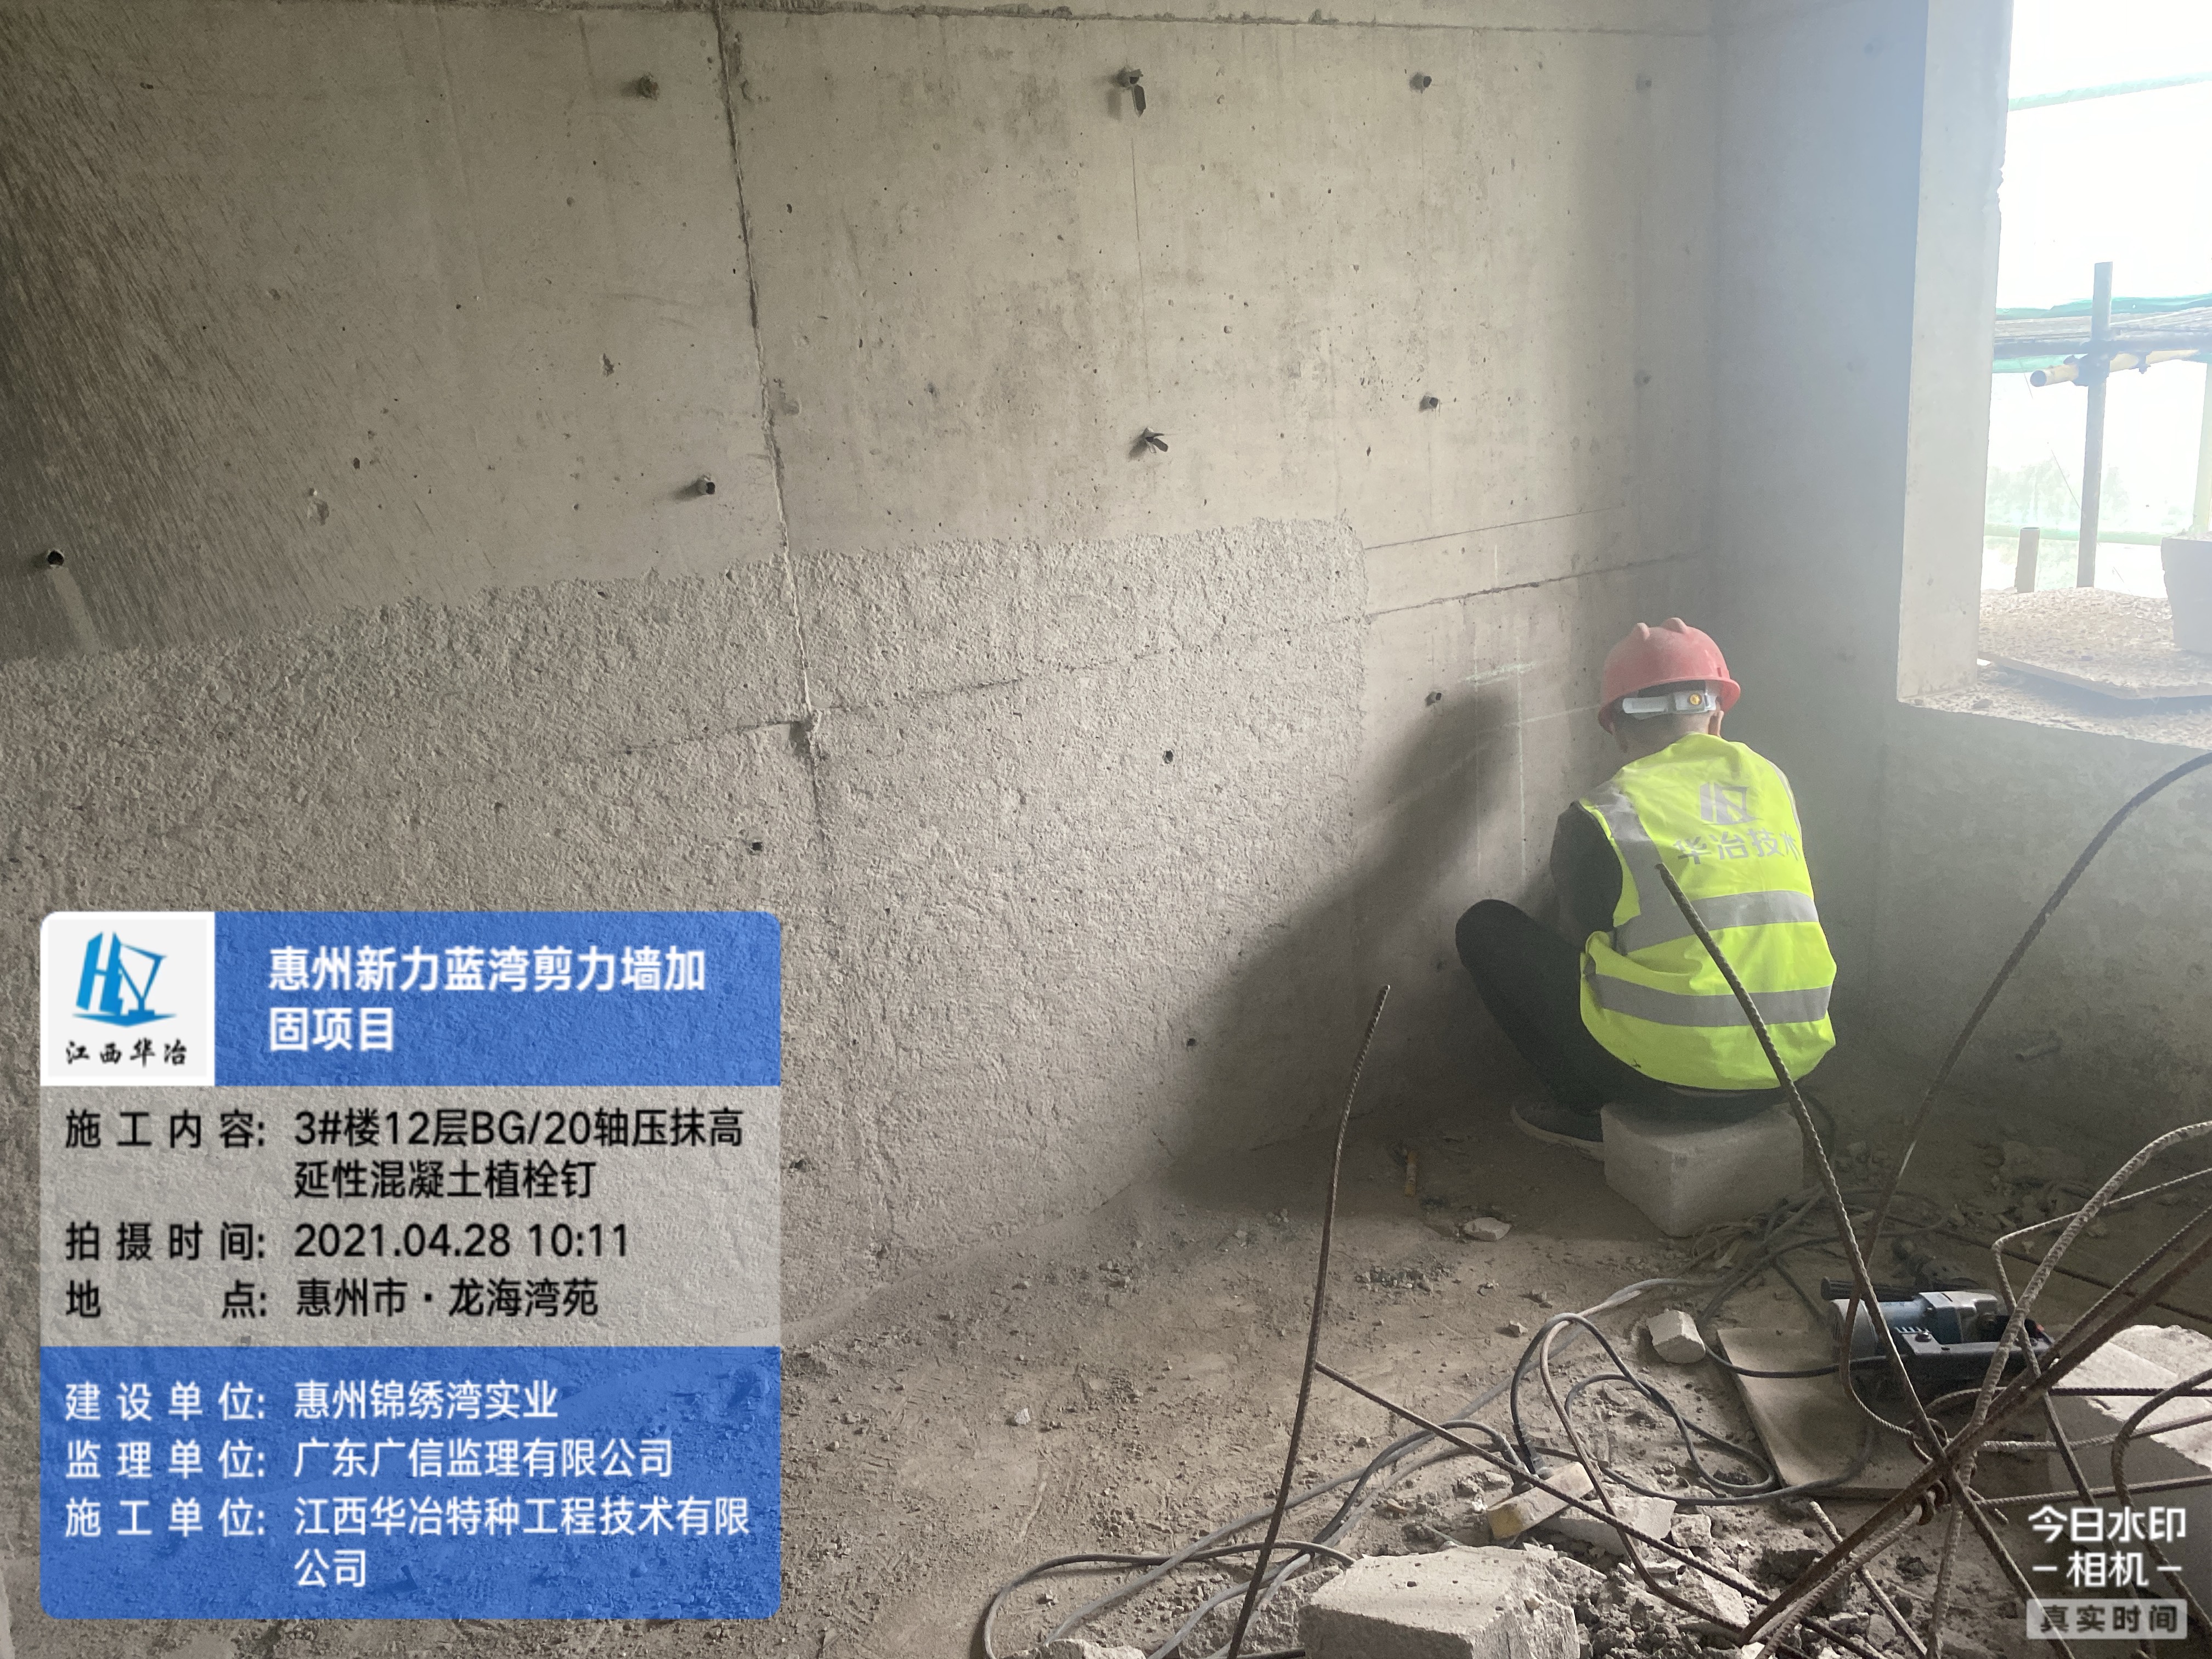 华冶技术
江西华冶
惠州新力蓝湾剪力墙加
固项目
施工内容: 3#楼12层BG/20轴压抹高
延性混凝土植栓钉
拍摄时间: 2021.04.28 10:11
地点: 惠州市·龙海湾苑
建设单位: 惠州锦绣湾实业
监理单位: 广东广信监理有限公司
施工单位: 江西华冶特种工程技术有限
公司
今日水印
相机
真实时间